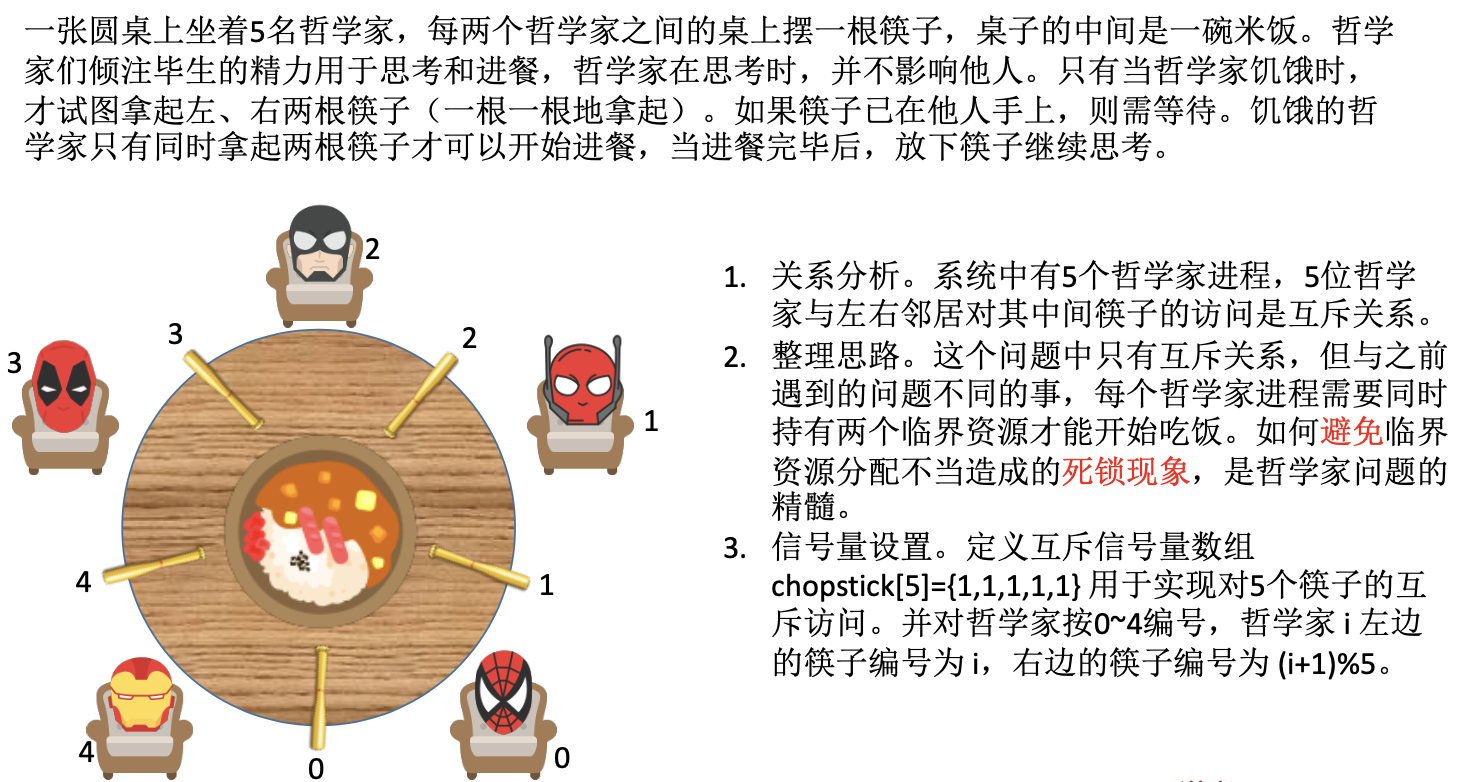 一张圆桌上坐着5名哲学家，每两个哲学家之间的桌上摆一根筷子，桌子的中间是一碗米饭。哲学
家们倾注毕生的精力用于思考和进餐，哲学家在思考时，并不影响他人。只有当哲学家饥饿时，
才试图拿起左、右两根筷子（一根一根地拿起）。如果筷子已在他人手上，则需等待。饥饿的哲
学家只有同时拿起两根筷子才可以开始进餐，当进餐完毕后，放下筷子继续思考。
2
3
2
3
1
4
1
4
0
0
1. 关系分析。系统中有5个哲学家进程，5位哲学
家与左右邻居对其中间筷子的访问是互斥关系。
2. 整理思路。这个问题中只有互斥关系，但与之前
遇到的问题不同的事，每个哲学家进程需要同时
持有两个临界资源才能开始吃饭。如何避免临界
资源分配不当造成的死锁现象，是哲学家问题的
精髓。
3. 信号量设置。定义互斥信号量数组
chopstick[5]={1,1,1,1,1} 用于实现对5个筷子的互
斥访问。并对哲学家按0~4编号，哲学家 i 左边
的筷子编号为 i，右边的筷子编号为 (i+1)%5。